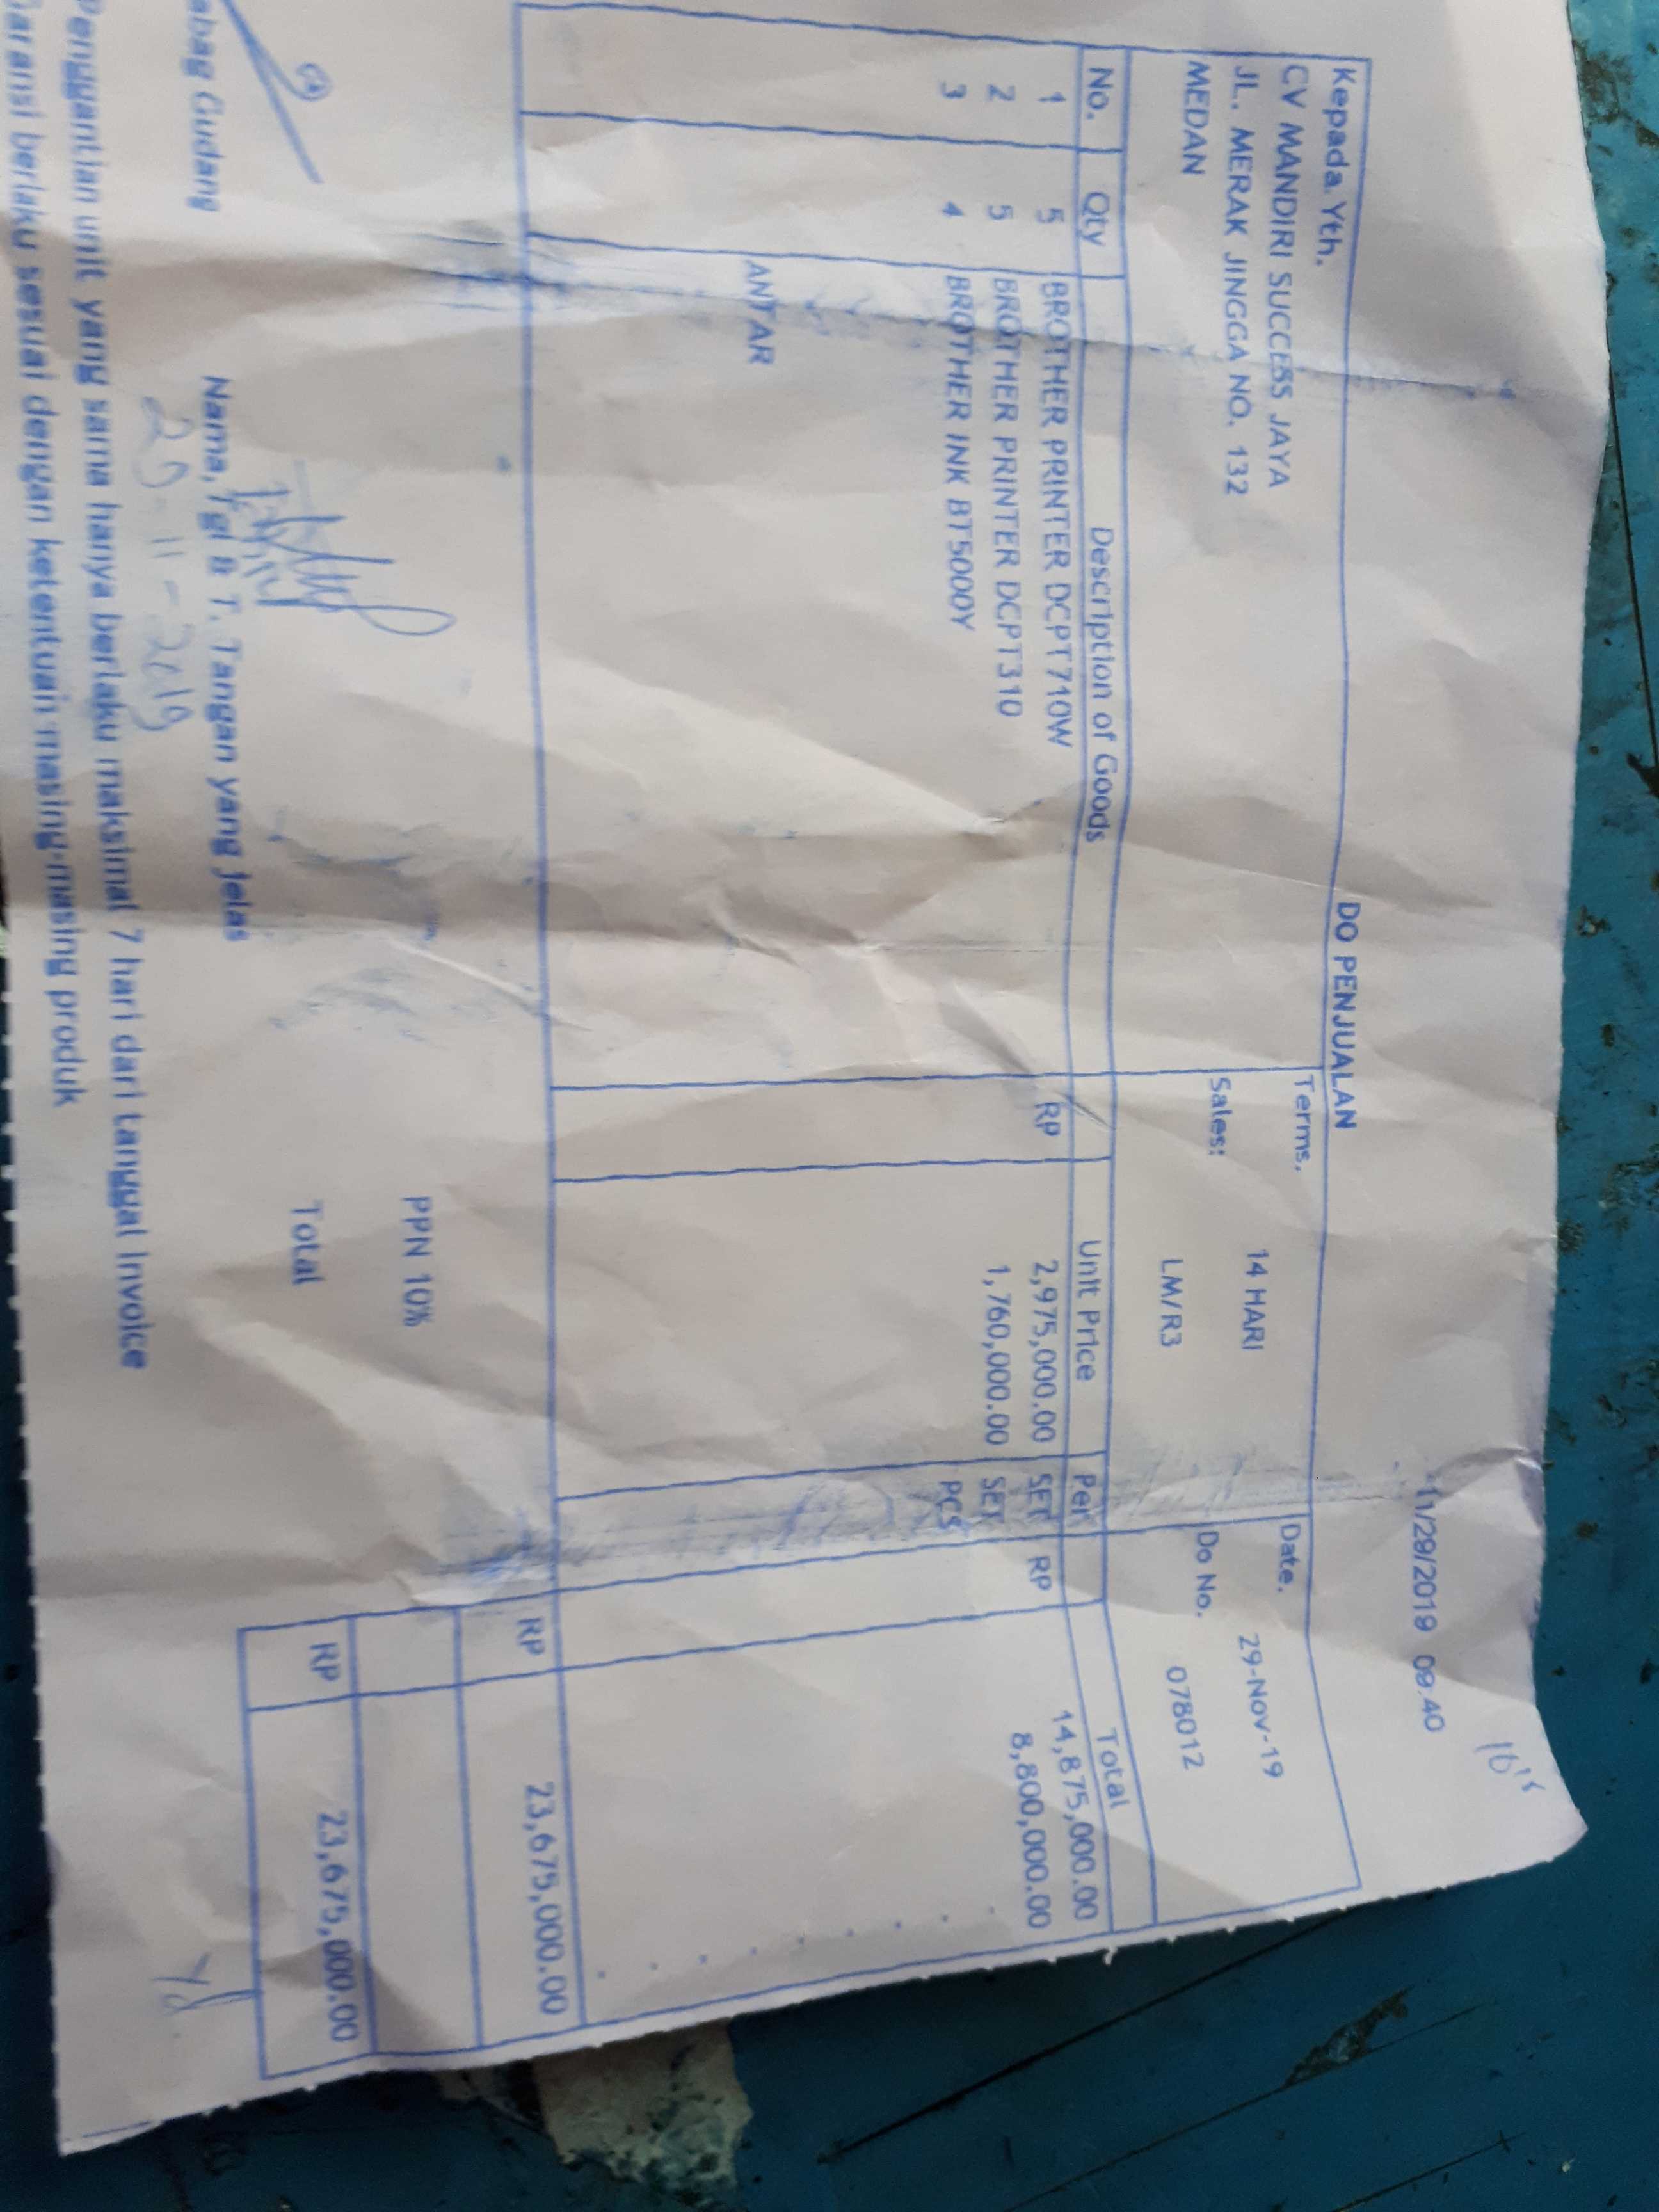 16'5
11/29/2019 09:40
DO PENJUALAN
Kepada Yth.
CV MANDIRI SUCCESS JAYA
JL. MERAK JINGGA NO. 132
MEDAN
Terms. 14 HARI
Sales: LM/R3
Date. 29-Nov-19
Do No. 078012
No. Qty Description of Goods Unit Price Per Total
1 5 BROTHER PRINTER DCPT710W RP 2,975,000.00 SET RP 14,875,000.00
2 5 BROTHER PRINTER DCPT310 1,760,000.00 SET 8,800,000.00
3 4 BROTHER INK BT5000Y PCS
ANTAR
RP 23,675,000.00
PPN 10%
Total RP 23,675,000.00
abag Gudang
Nama, Tgl & T. Tangan yang jelas
29-11-2019
Penggantian unit yang sama hanya berlaku maksimal 7 hari dari tanggal Invoice
Garansi berlaku sesuai dengan ketentuan masing-masing produk